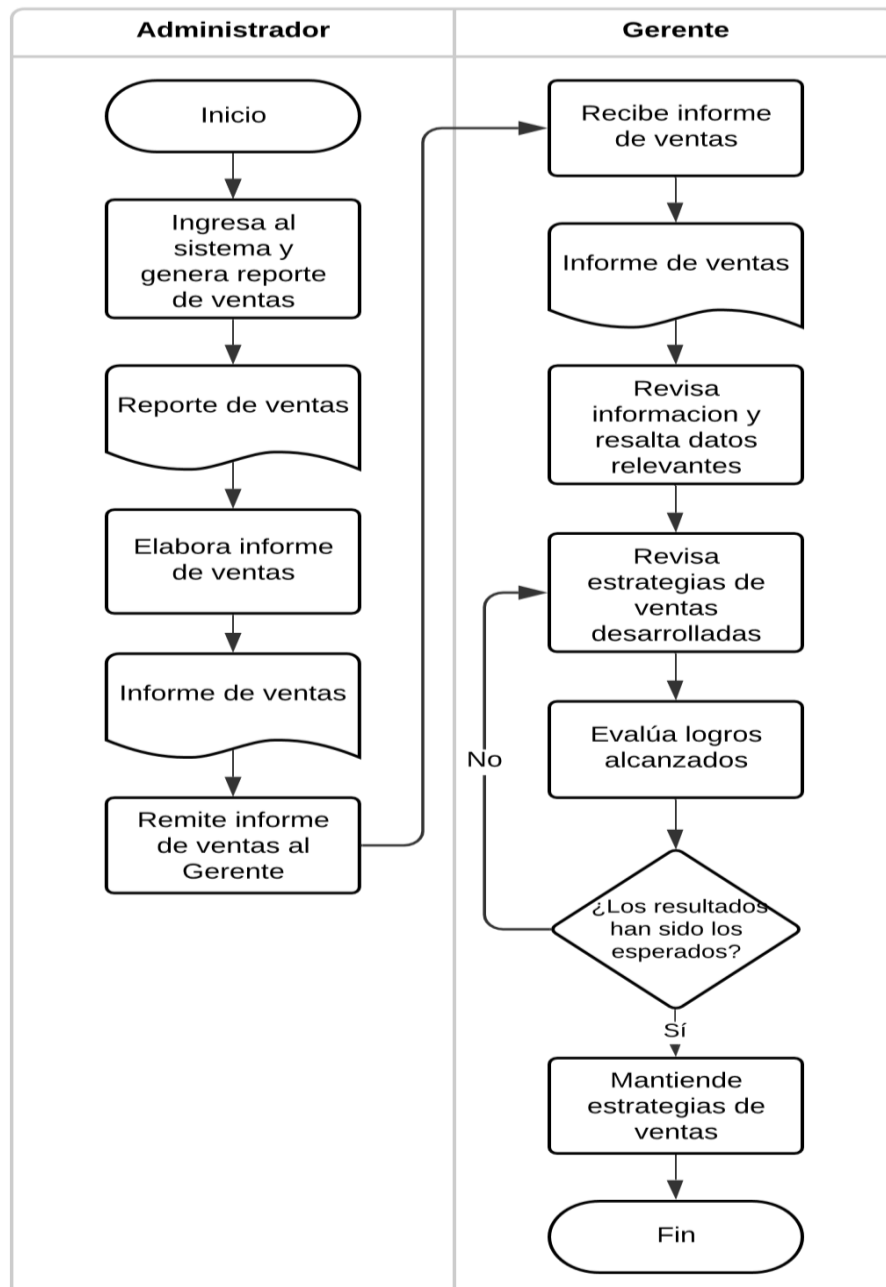 Administrador
Inicio
Ingresa al
sistema y
genera reporte
de ventas
Reporte de ventas
Elabora informe
de ventas
Informe de ventas
Remite informe
de ventas al
Gerente
Gerente
Recibe informe
de ventas
Informe de ventas
Revisa
informacion y
resalta datos
relevantes
Revisa
estrategias de
ventas
desarrolladas
Evalúa logros
alcanzados
No
¿Los resultados
han sido los
esperados?
Sí
Mantiende
estrategias de
ventas
Fin